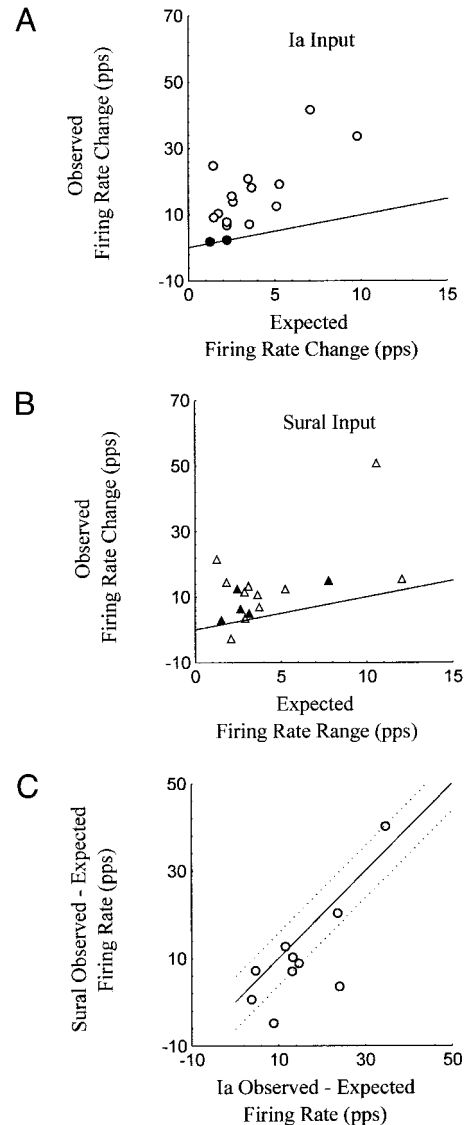 A
70
Ia Input
50
30
10
-10
Observed
Firing Rate Change (pps)
0
5
10
15
Expected
Firing Rate Change (pps)
B
70
Sural Input
50
30
10
-10
Observed
Firing Rate Change (pps)
0
5
10
15
Expected
Firing Rate Range (pps)
C
50
30
10
-10
Sural Observed - Expected
Firing Rate (pps)
-10
10
30
50
Ia Observed - Expected
Firing Rate (pps)